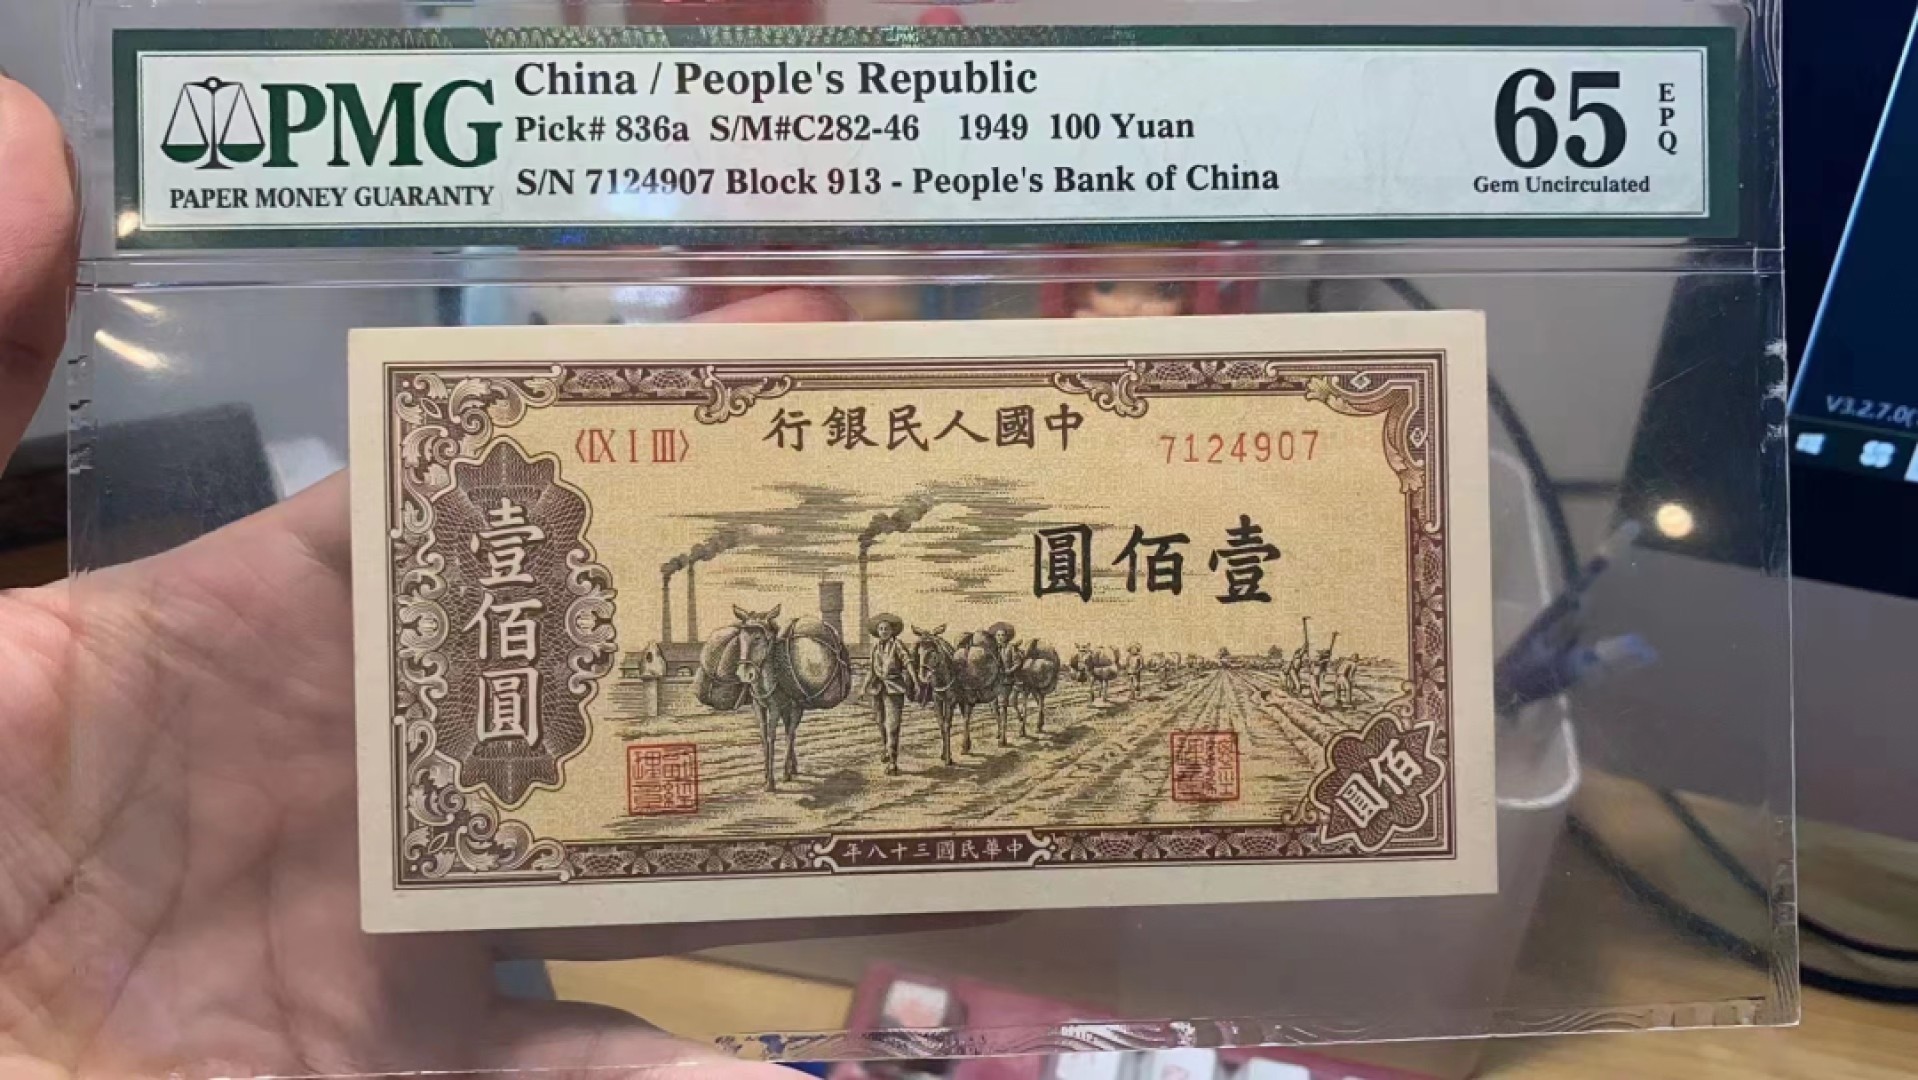 PMG
PAPER MONEY GUARANTY
China / People's Republic
Pick# 836a S/M#C282-46 1949 100 Yuan
S/N 7124907 Block 913 - People's Bank of China
65
EPQ
Gem Uncirculated
行銀民人國中
〈IX I III〉
7124907
圓佰壹
壹佰圓
佰圓
年八十三國民華中
V3.2.7.0(